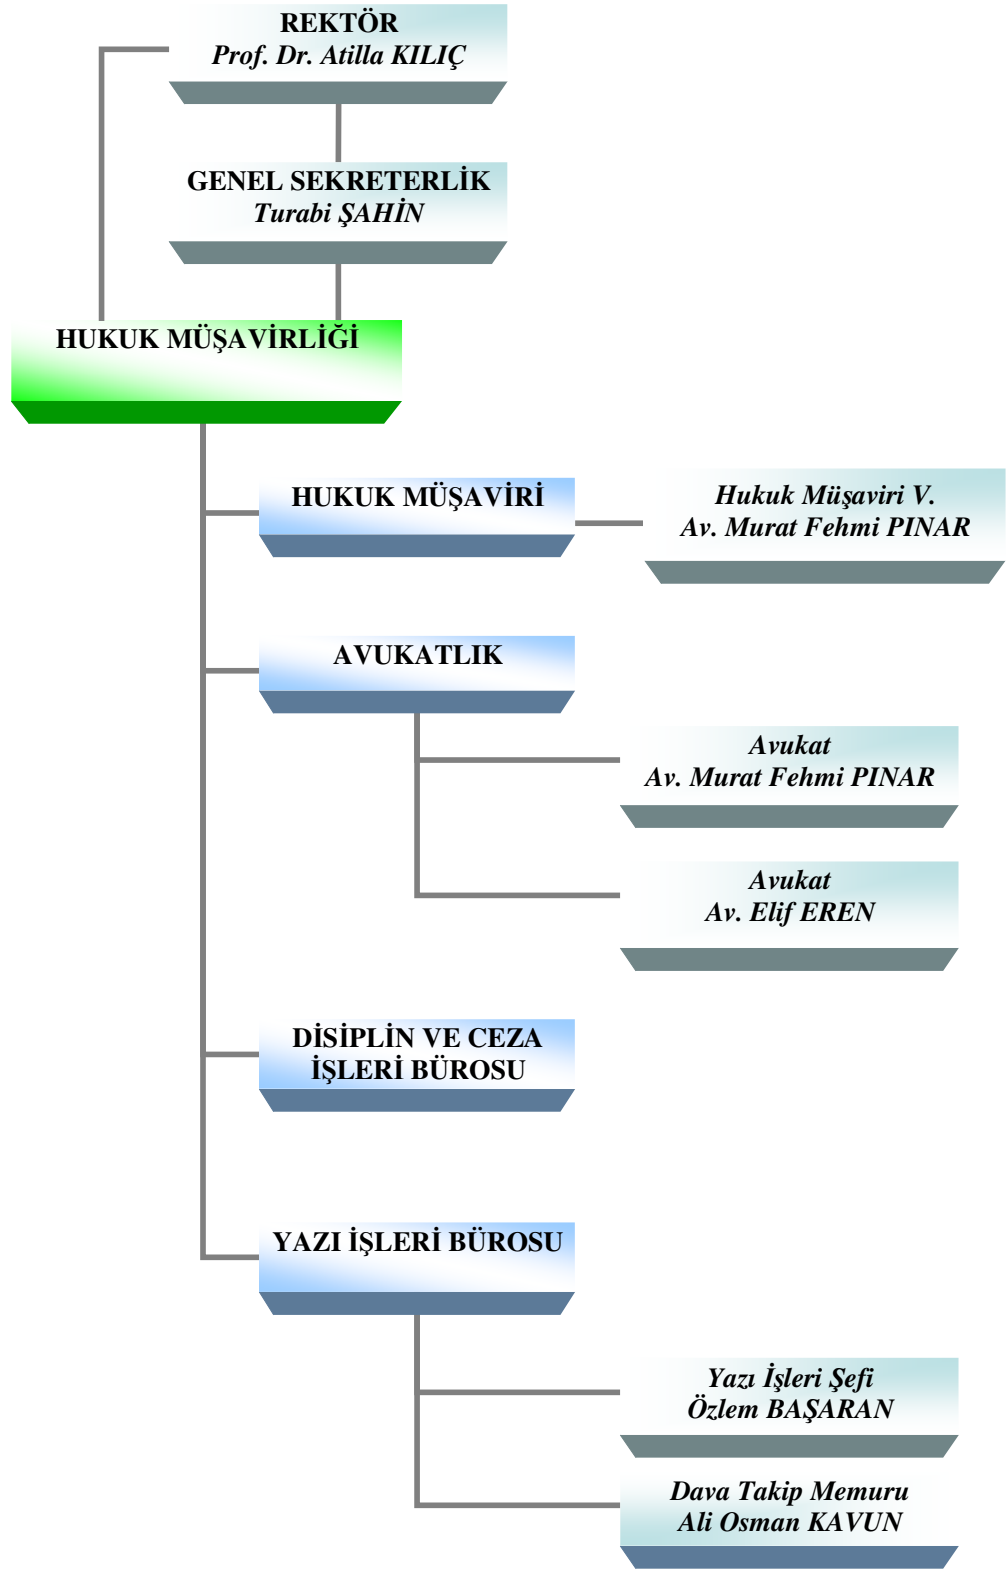 REKTÖR
Prof. Dr. Atilla KILIÇ
GENEL SEKRETERLİK
Turabi ŞAHİN
HUKUK MÜŞAVİRLİĞİ
HUKUK MÜŞAVİRİ
Hukuk Müşaviri V.
Av. Murat Fehmi PINAR
AVUKATLIK
Avukat
Av. Murat Fehmi PINAR
Avukat
Av. Elif EREN
DİSİPLİN VE CEZA
İŞLERİ BÜROSU
YAZI İŞLERİ BÜROSU
Yazı İşleri Şefi
Özlem BAŞARAN
Dava Takip Memuru
Ali Osman KAVUN